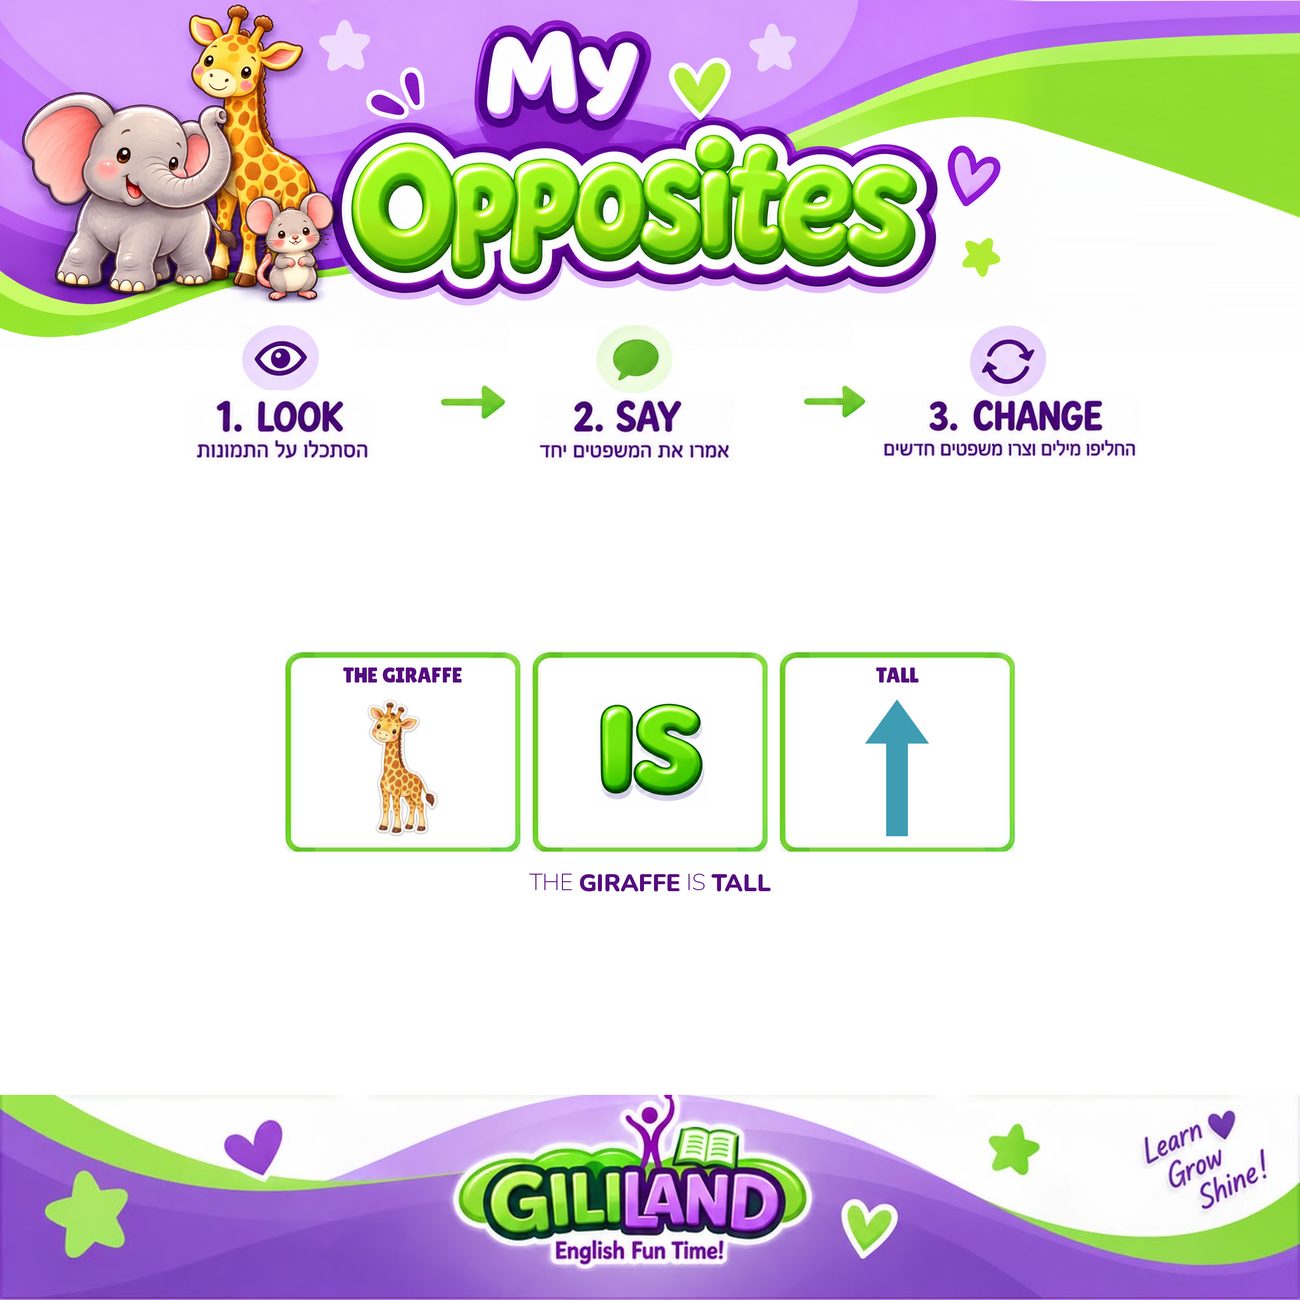 My
Opposites
1. LOOK
הסתכלו על התמונות
2. SAY
אמרו את המשפטים יחד
3. CHANGE
החליפו מילים וצרו משפטים חדשים
THE GIRAFFE
IS
TALL
THE GIRAFFE IS TALL
GILILAND
English Fun Time!
Learn
Grow
Shine!